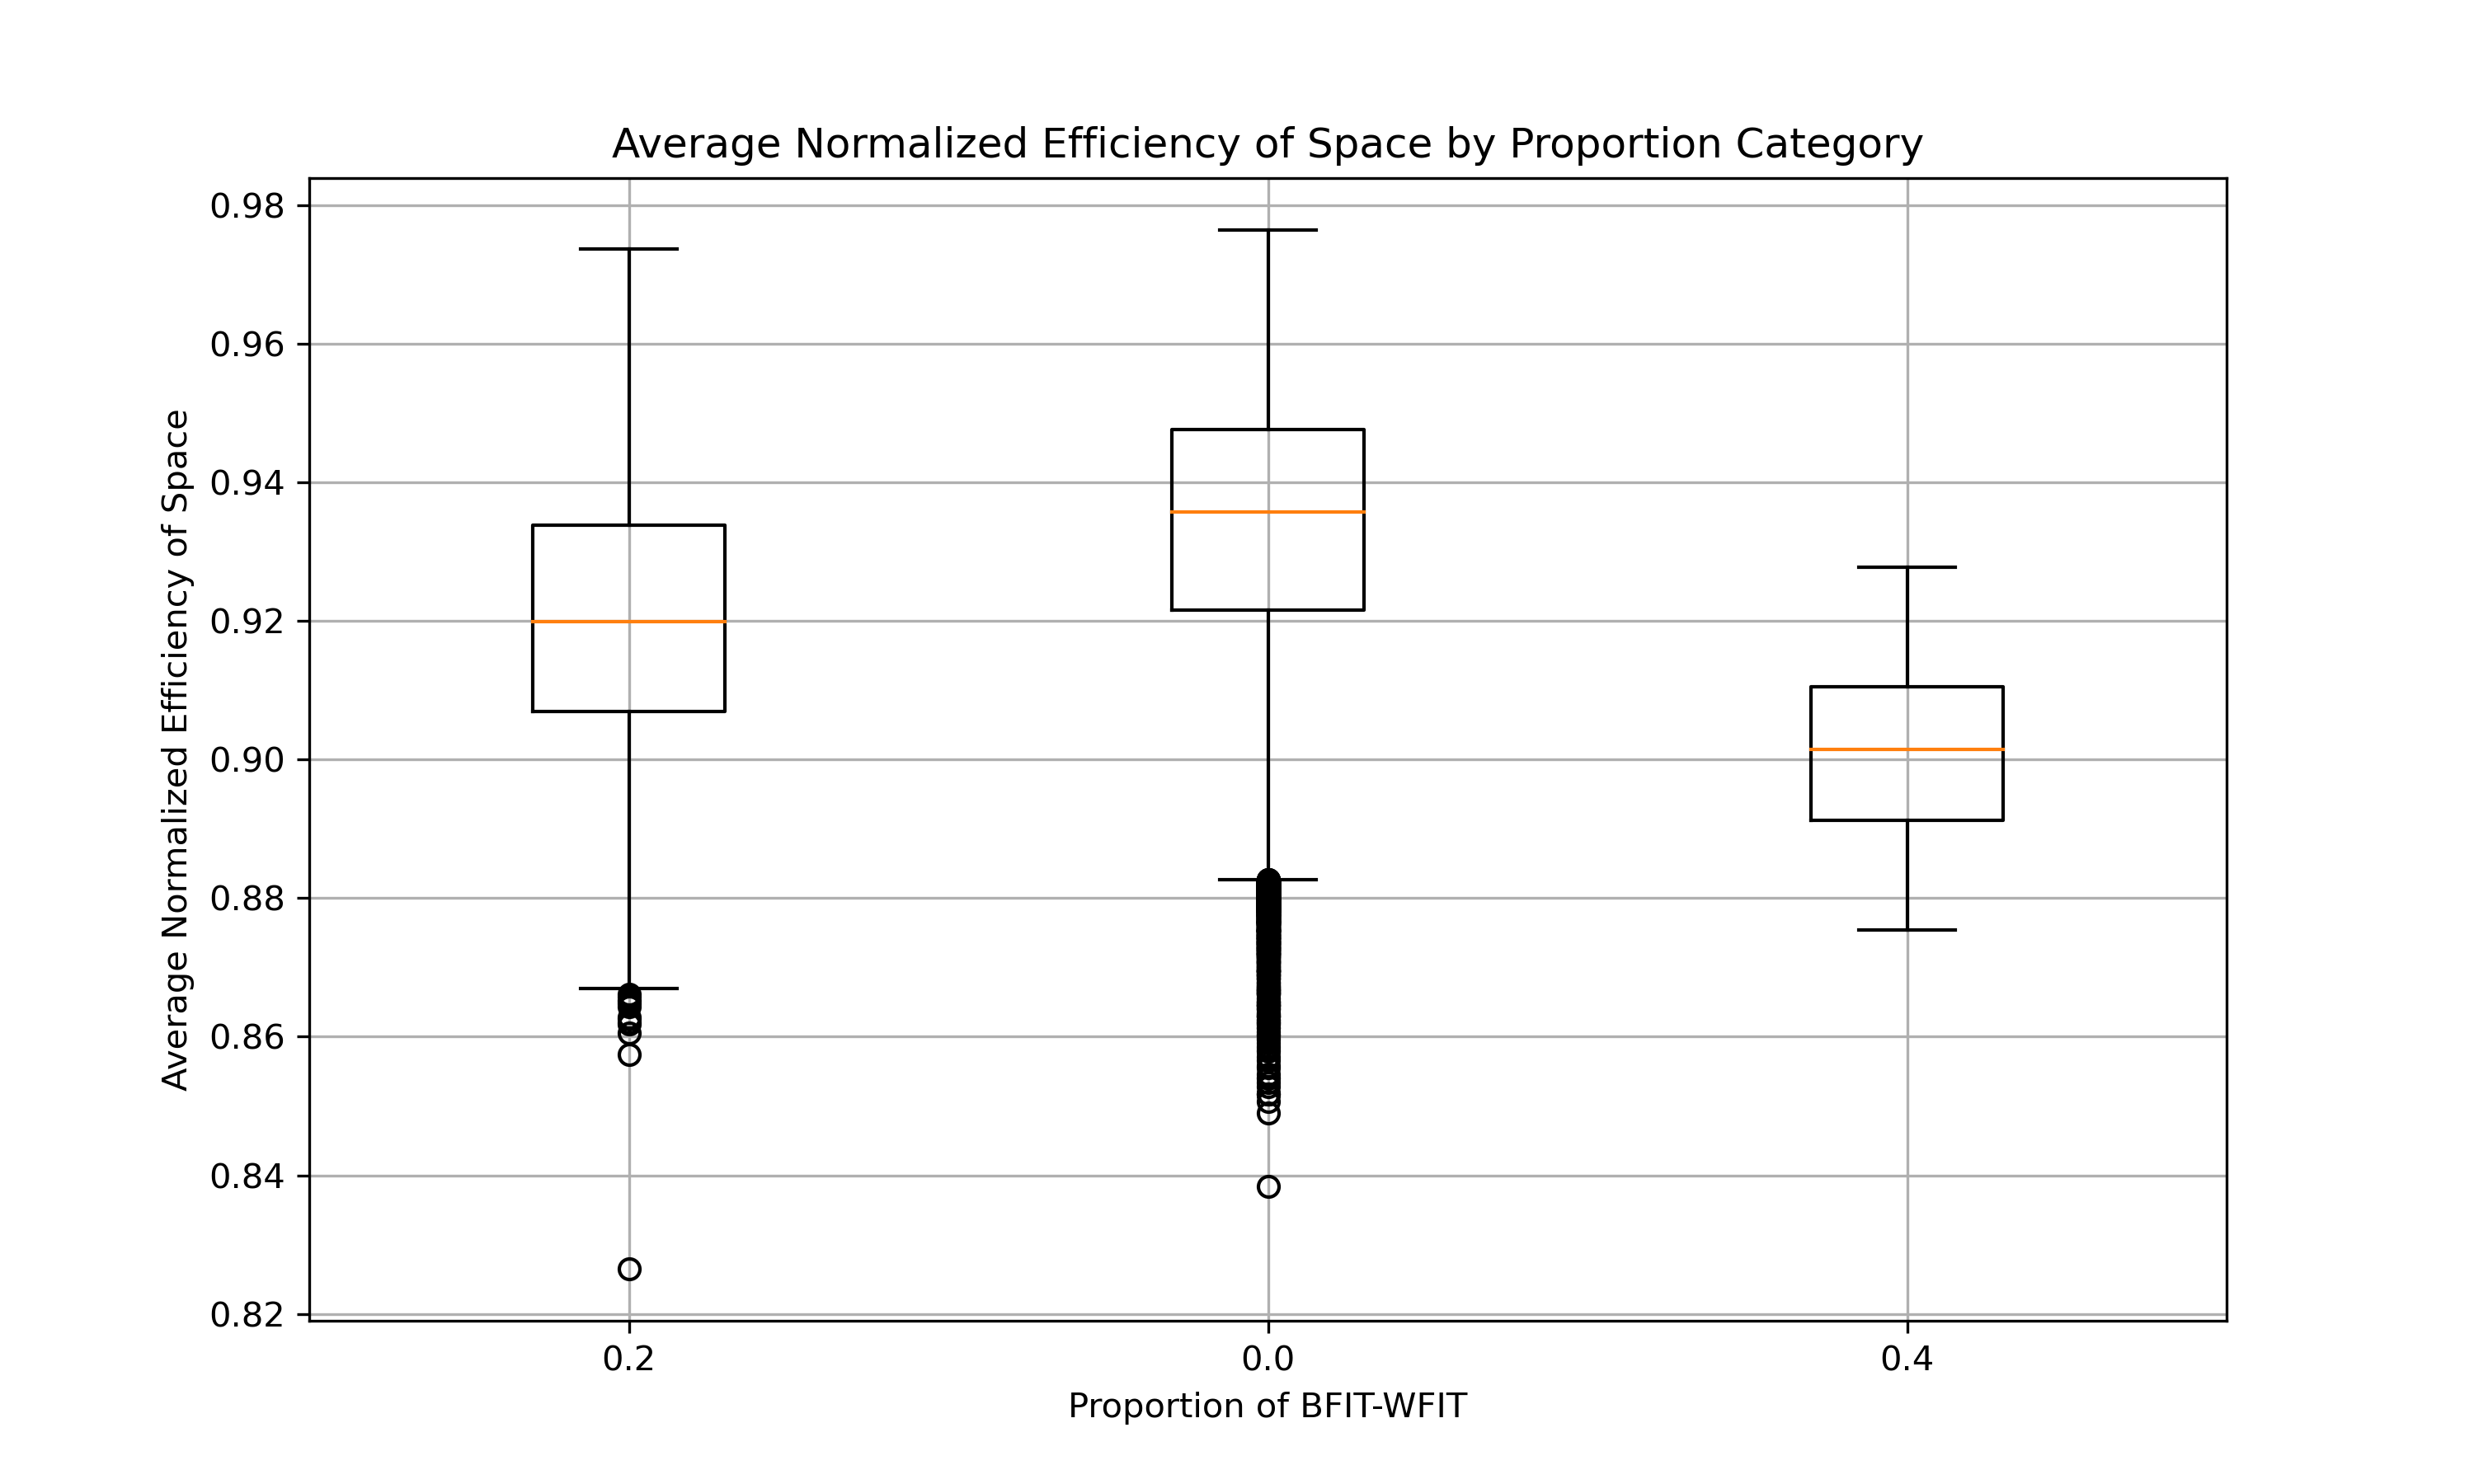 Average Normalized Efficiency of Space by Proportion Category
Average Normalized Efficiency of Space
0.98
0.96
0.94
0.92
0.90
0.88
0.86
0.84
0.82
0.2 0.0 0.4
Proportion of BFIT-WFIT